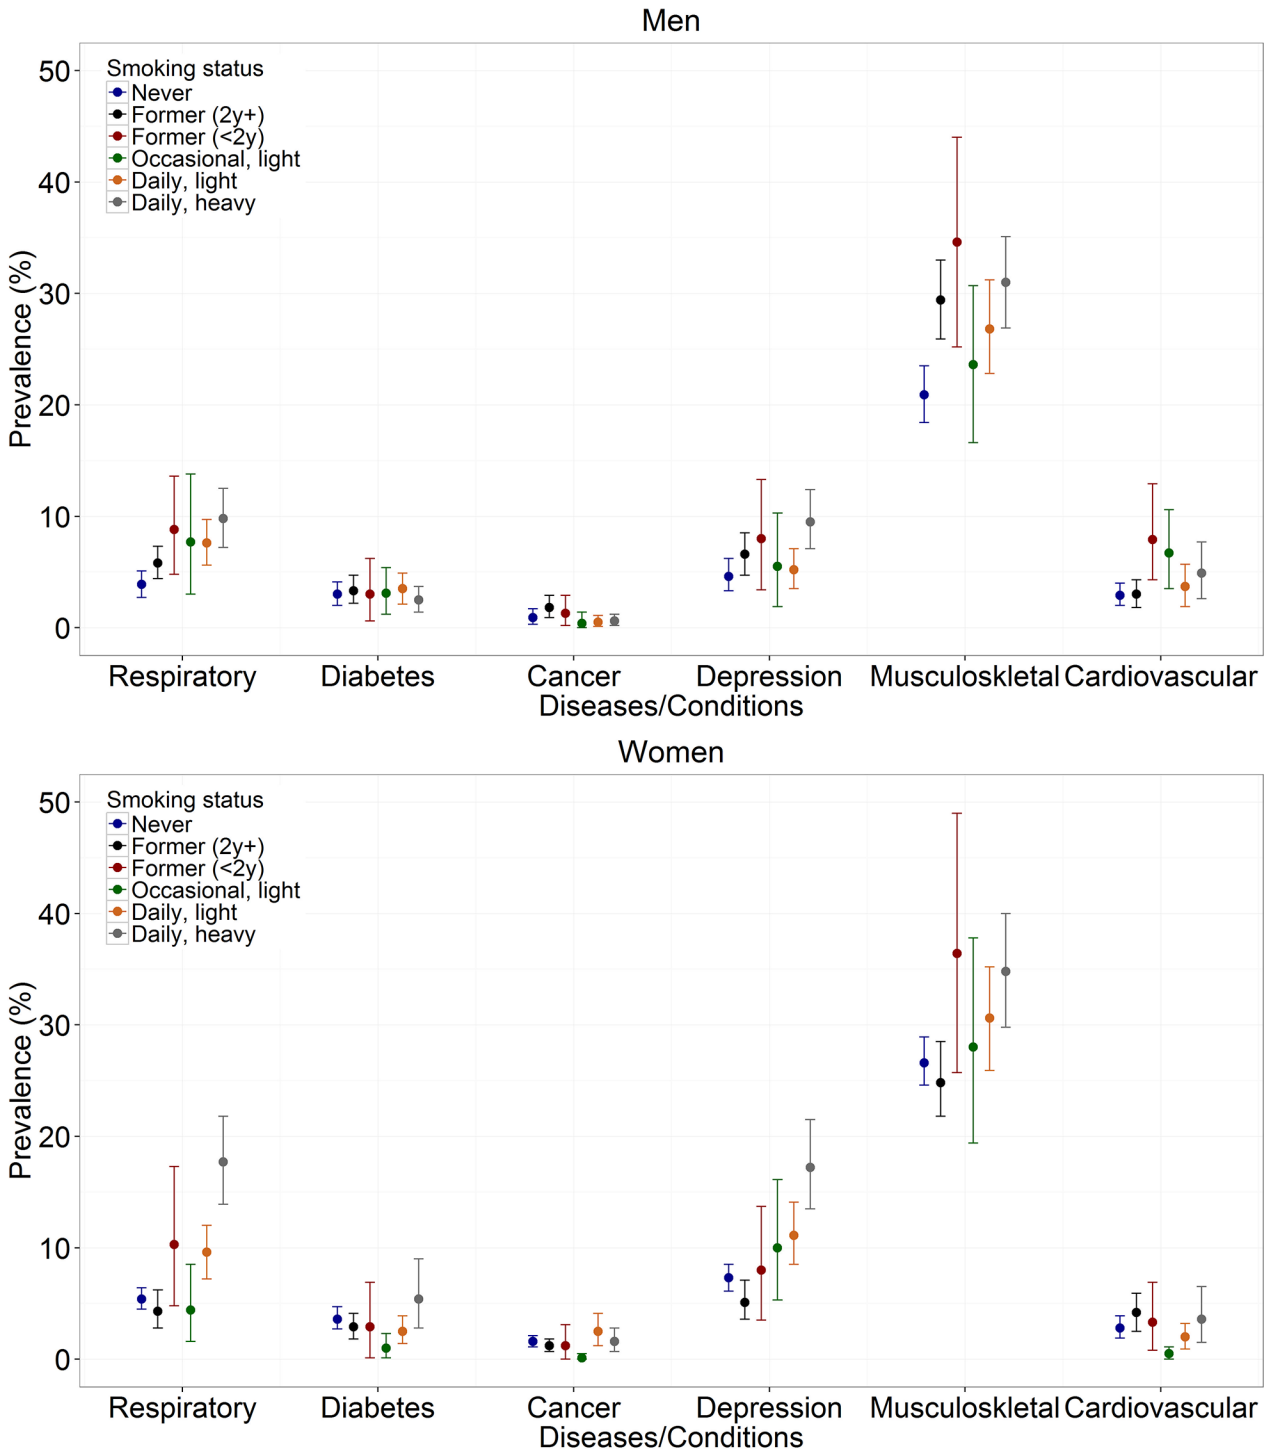 Men
50
40
30
20
10
0
Prevalence (%)
Smoking status
Never
Former (2y+)
Former (<2y)
Occasional, light
Daily, light
Daily, heavy
Respiratory Diabetes Cancer Depression Musculoskletal Cardiovascular
Diseases/Conditions
Women
50
40
30
20
10
0
Prevalence (%)
Smoking status
Never
Former (2y+)
Former (<2y)
Occasional, light
Daily, light
Daily, heavy
Respiratory Diabetes Cancer Depression Musculoskletal Cardiovascular
Diseases/Conditions